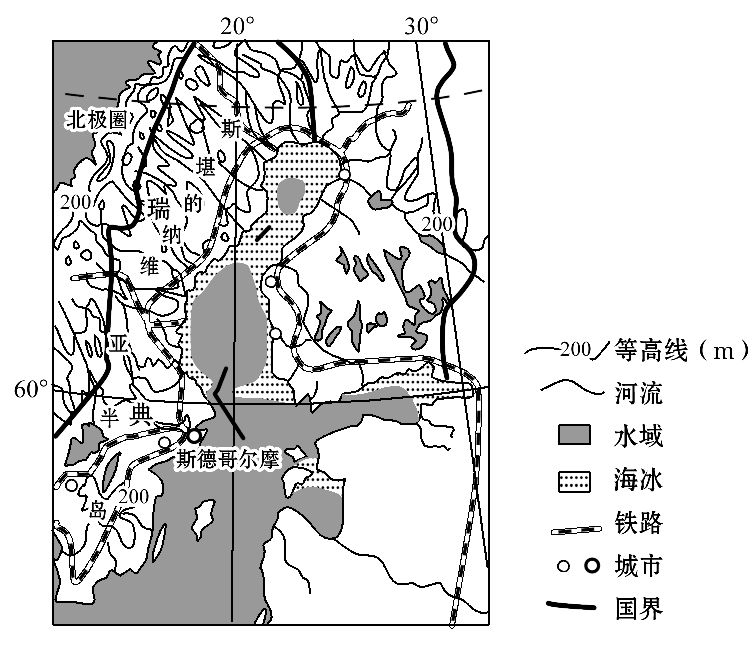 20° 30°
北极圈
斯堪的纳维亚半岛
瑞典
200
200
60°
斯德哥尔摩
200
200 等高线（m）
河流
水域
海冰
铁路
城市
国界